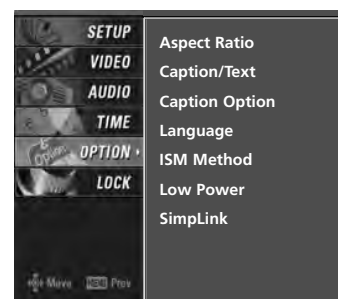 SETUP
VIDEO
AUDIO
TIME
OPTION
LOCK
Move MENU Prev
Aspect Ratio
Caption/Text
Caption Option
Language
ISM Method
Low Power
SimpLink